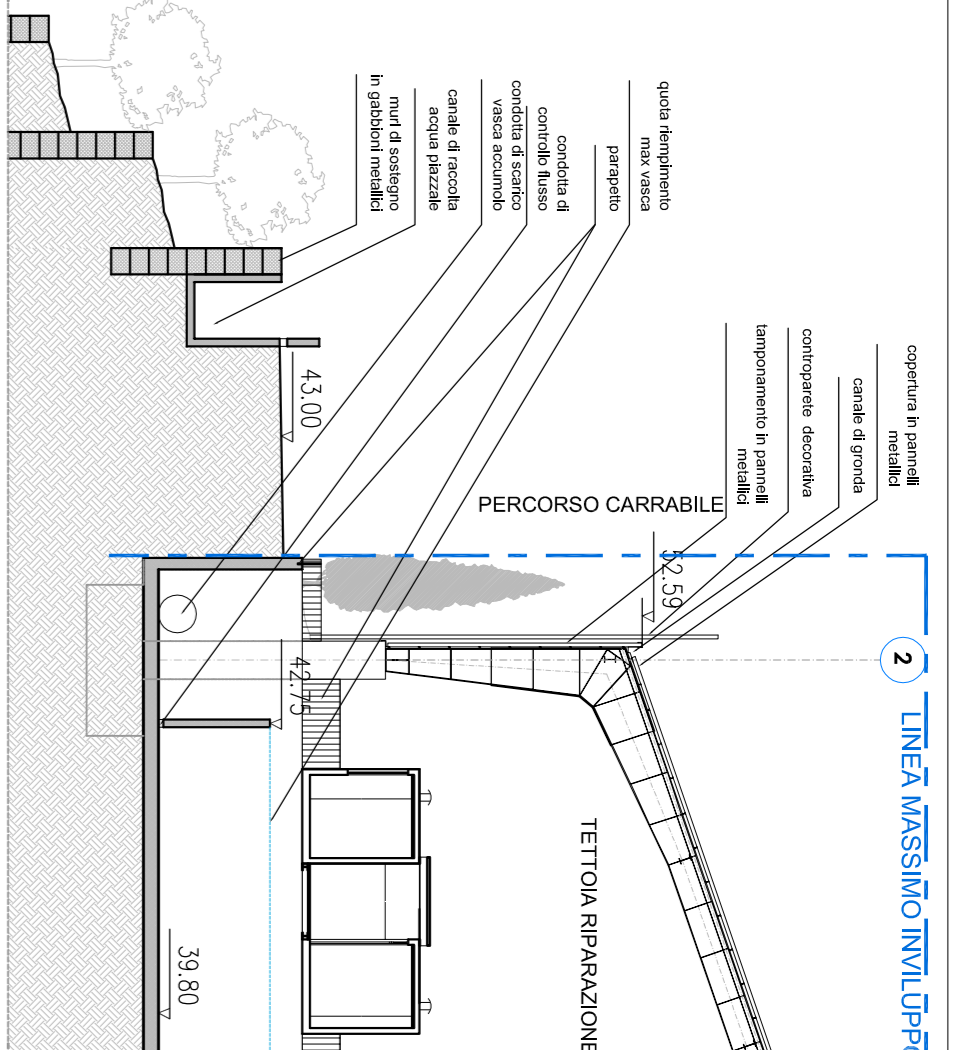 quota riempimento
max vasca
parapetto
condotta di
controllo flusso
condotta di scarico
vasca accumolo
canale di raccolta
acqua piazzale
muri di sostegno
in gabbioni metallici
copertura in pannelli
metallici
canale di gronda
controparete decorativa
tamponamento in pannelli
metallici
43.00
PERCORSO CARRABILE
52.59
2
LINEA MASSIMO INVILUPPO
42.75
TETTOIA RIPARAZIONE
39.80